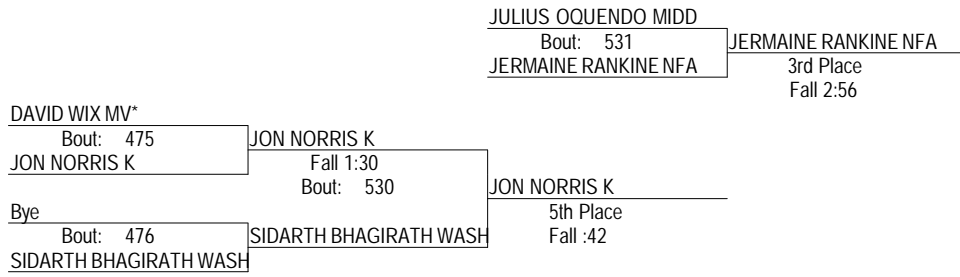 JULIUS OQUENDO MIDD
Bout: 531
JERMAINE RANKINE NFA
JERMAINE RANKINE NFA
3rd Place
Fall 2:56
DAVID WIX MV*
Bout: 475
JON NORRIS K
JON NORRIS K
Fall 1:30
Bout: 530
JON NORRIS K
5th Place
Fall :42
Bye
Bout: 476
SIDARTH BHAGIRATH WASH
SIDARTH BHAGIRATH WASH